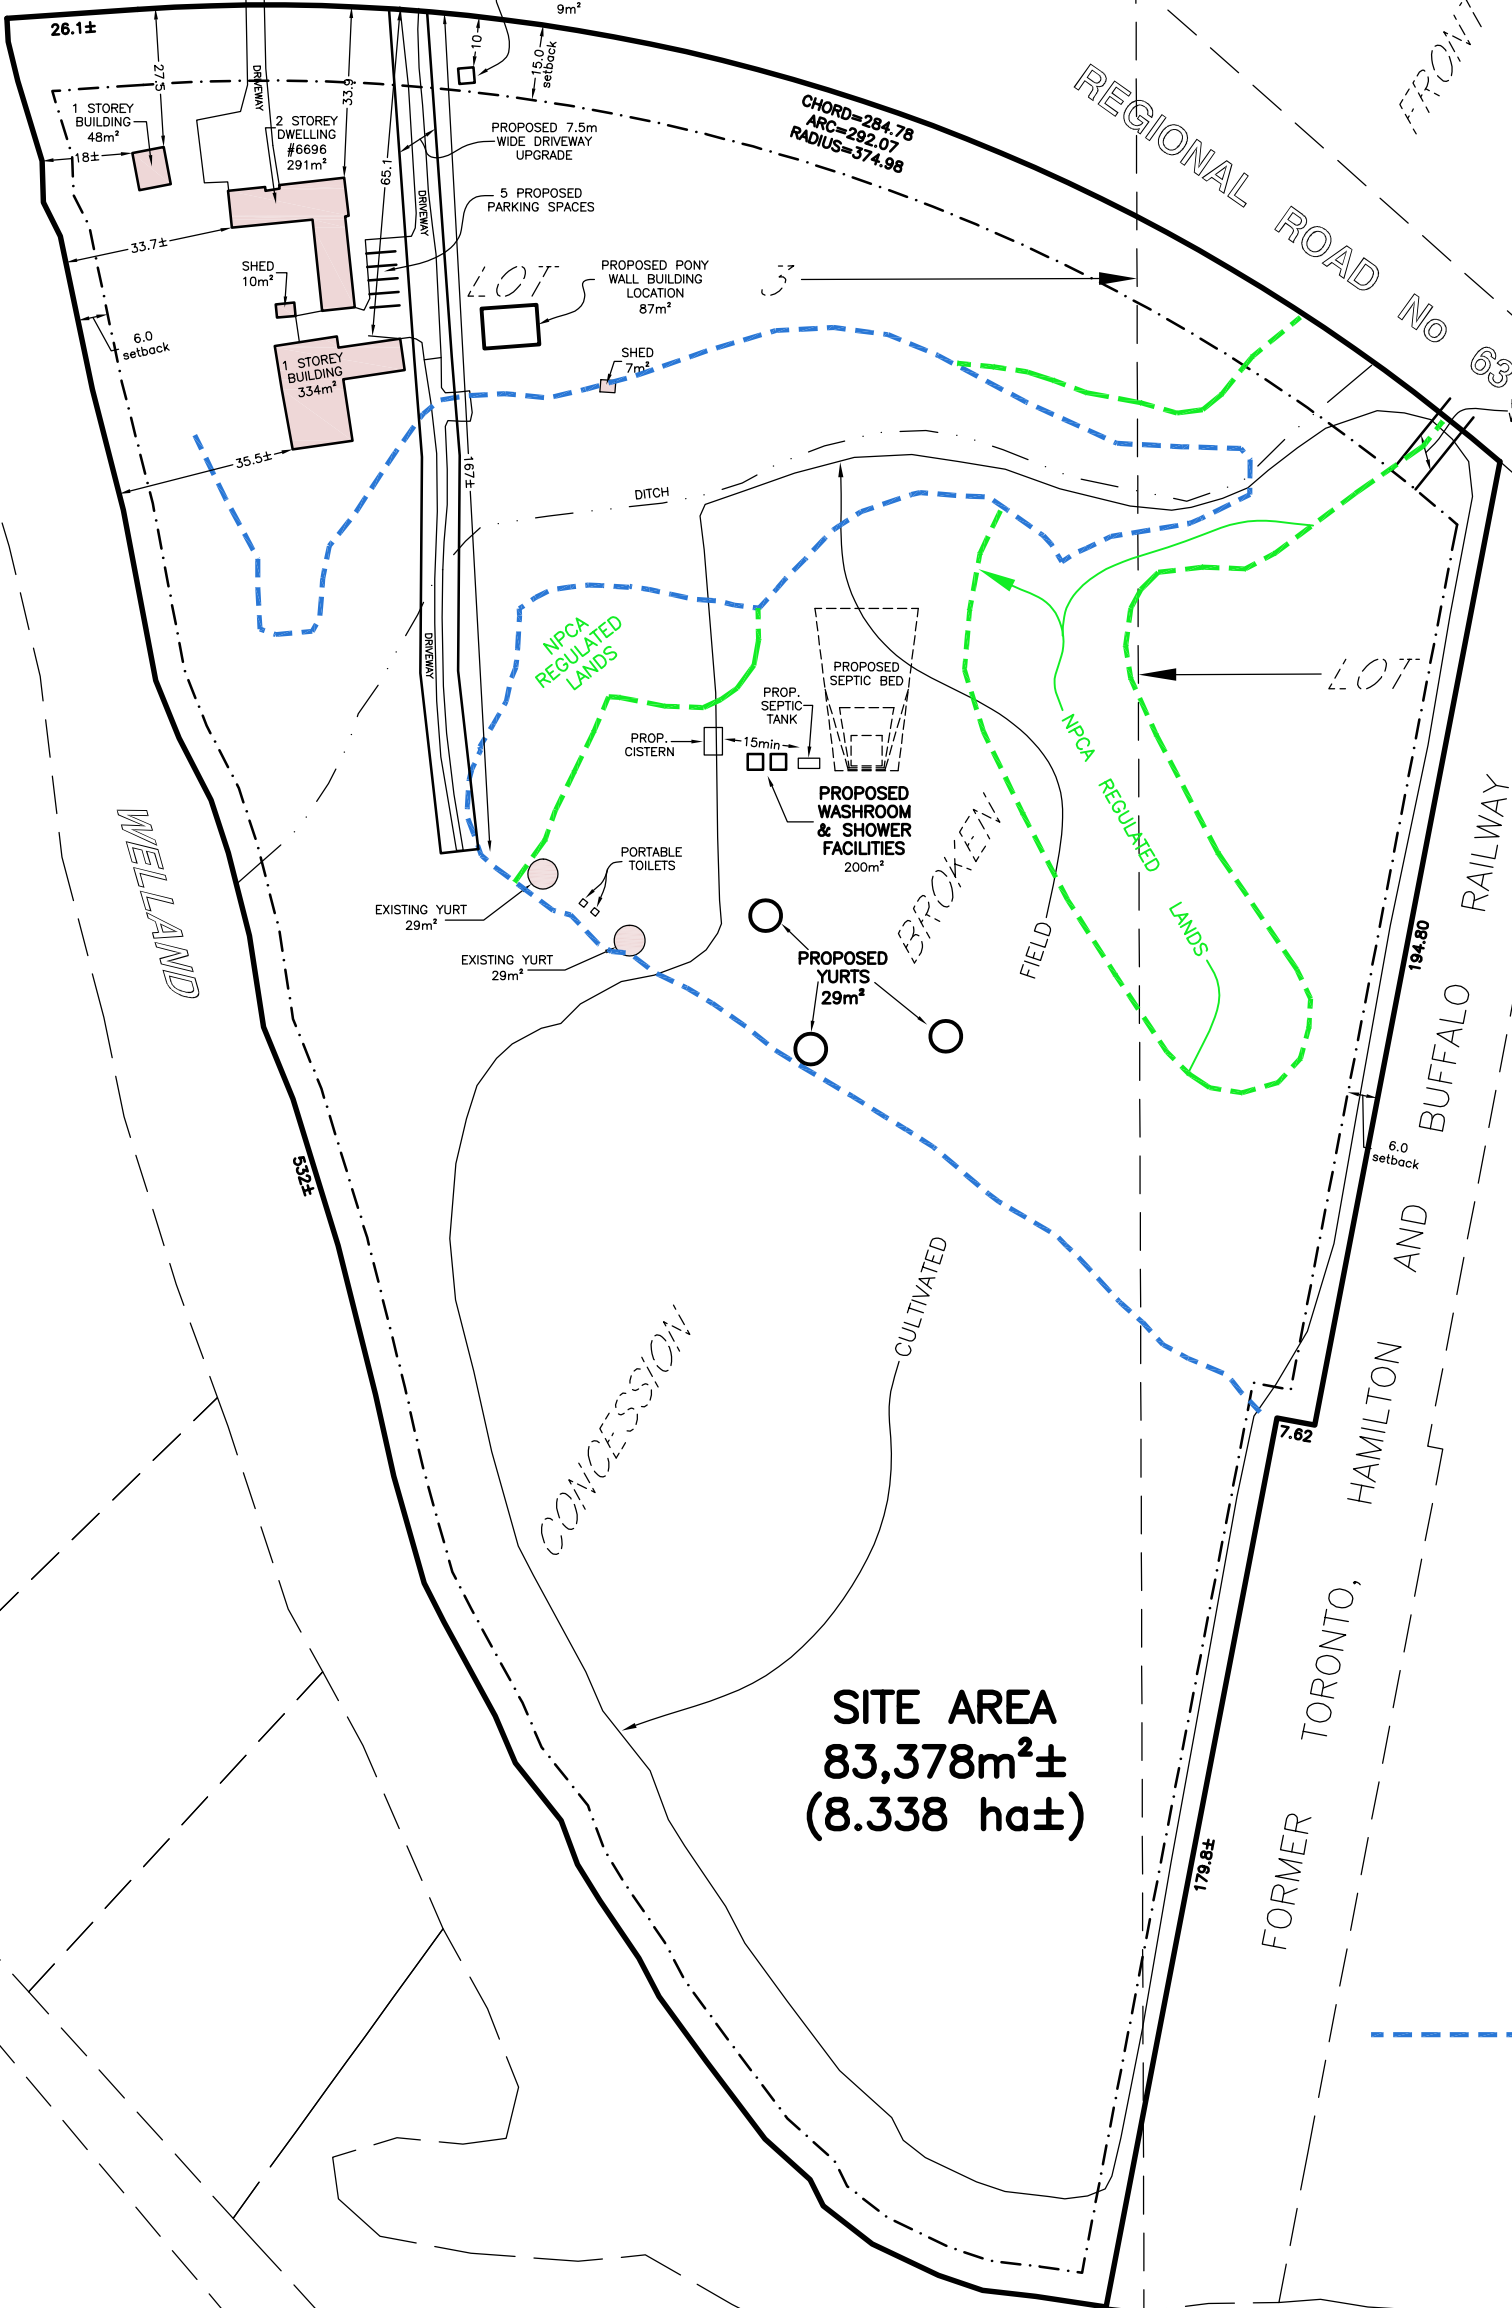 9m²
26.1±
27.5
DRIVEWAY
33.9
10
15.0
setback
1 STOREY
BUILDING
48m²
18±
2 STOREY
DWELLING
#6696
291m²
65.1
PROPOSED 7.5m
WIDE DRIVEWAY
UPGRADE
CHORD=284.78
ARC=292.07
RADIUS=374.98
REGIONAL ROAD No 63
FRONT
DRIVEWAY
5 PROPOSED
PARKING SPACES
33.7±
SHED
10m²
LOT 3
PROPOSED PONY
WALL BUILDING
LOCATION
87m²
6.0
setback
1 STOREY
BUILDING
334m²
SHED
7m²
35.5±
167±
DITCH
DRIVEWAY
NPCA
REGULATED
LANDS
PROPOSED
SEPTIC BED
LOT
PROP.
SEPTIC
TANK
PROP.
CISTERN
15min
NPCA REGULATED LANDS
PROPOSED
WASHROOM
& SHOWER
FACILITIES
200m²
WELLAND
PORTABLE
TOILETS
BROKEN
EXISTING YURT
29m²
FIELD
EXISTING YURT
29m²
PROPOSED
YURTS
29m²
194.80
532±
6.0
setback
CULTIVATED
CONCESSION
7.62
FORMER TORONTO, HAMILTON AND BUFFALO RAILWAY
SITE AREA
83,378m²±
(8.338 ha±)
179.8±